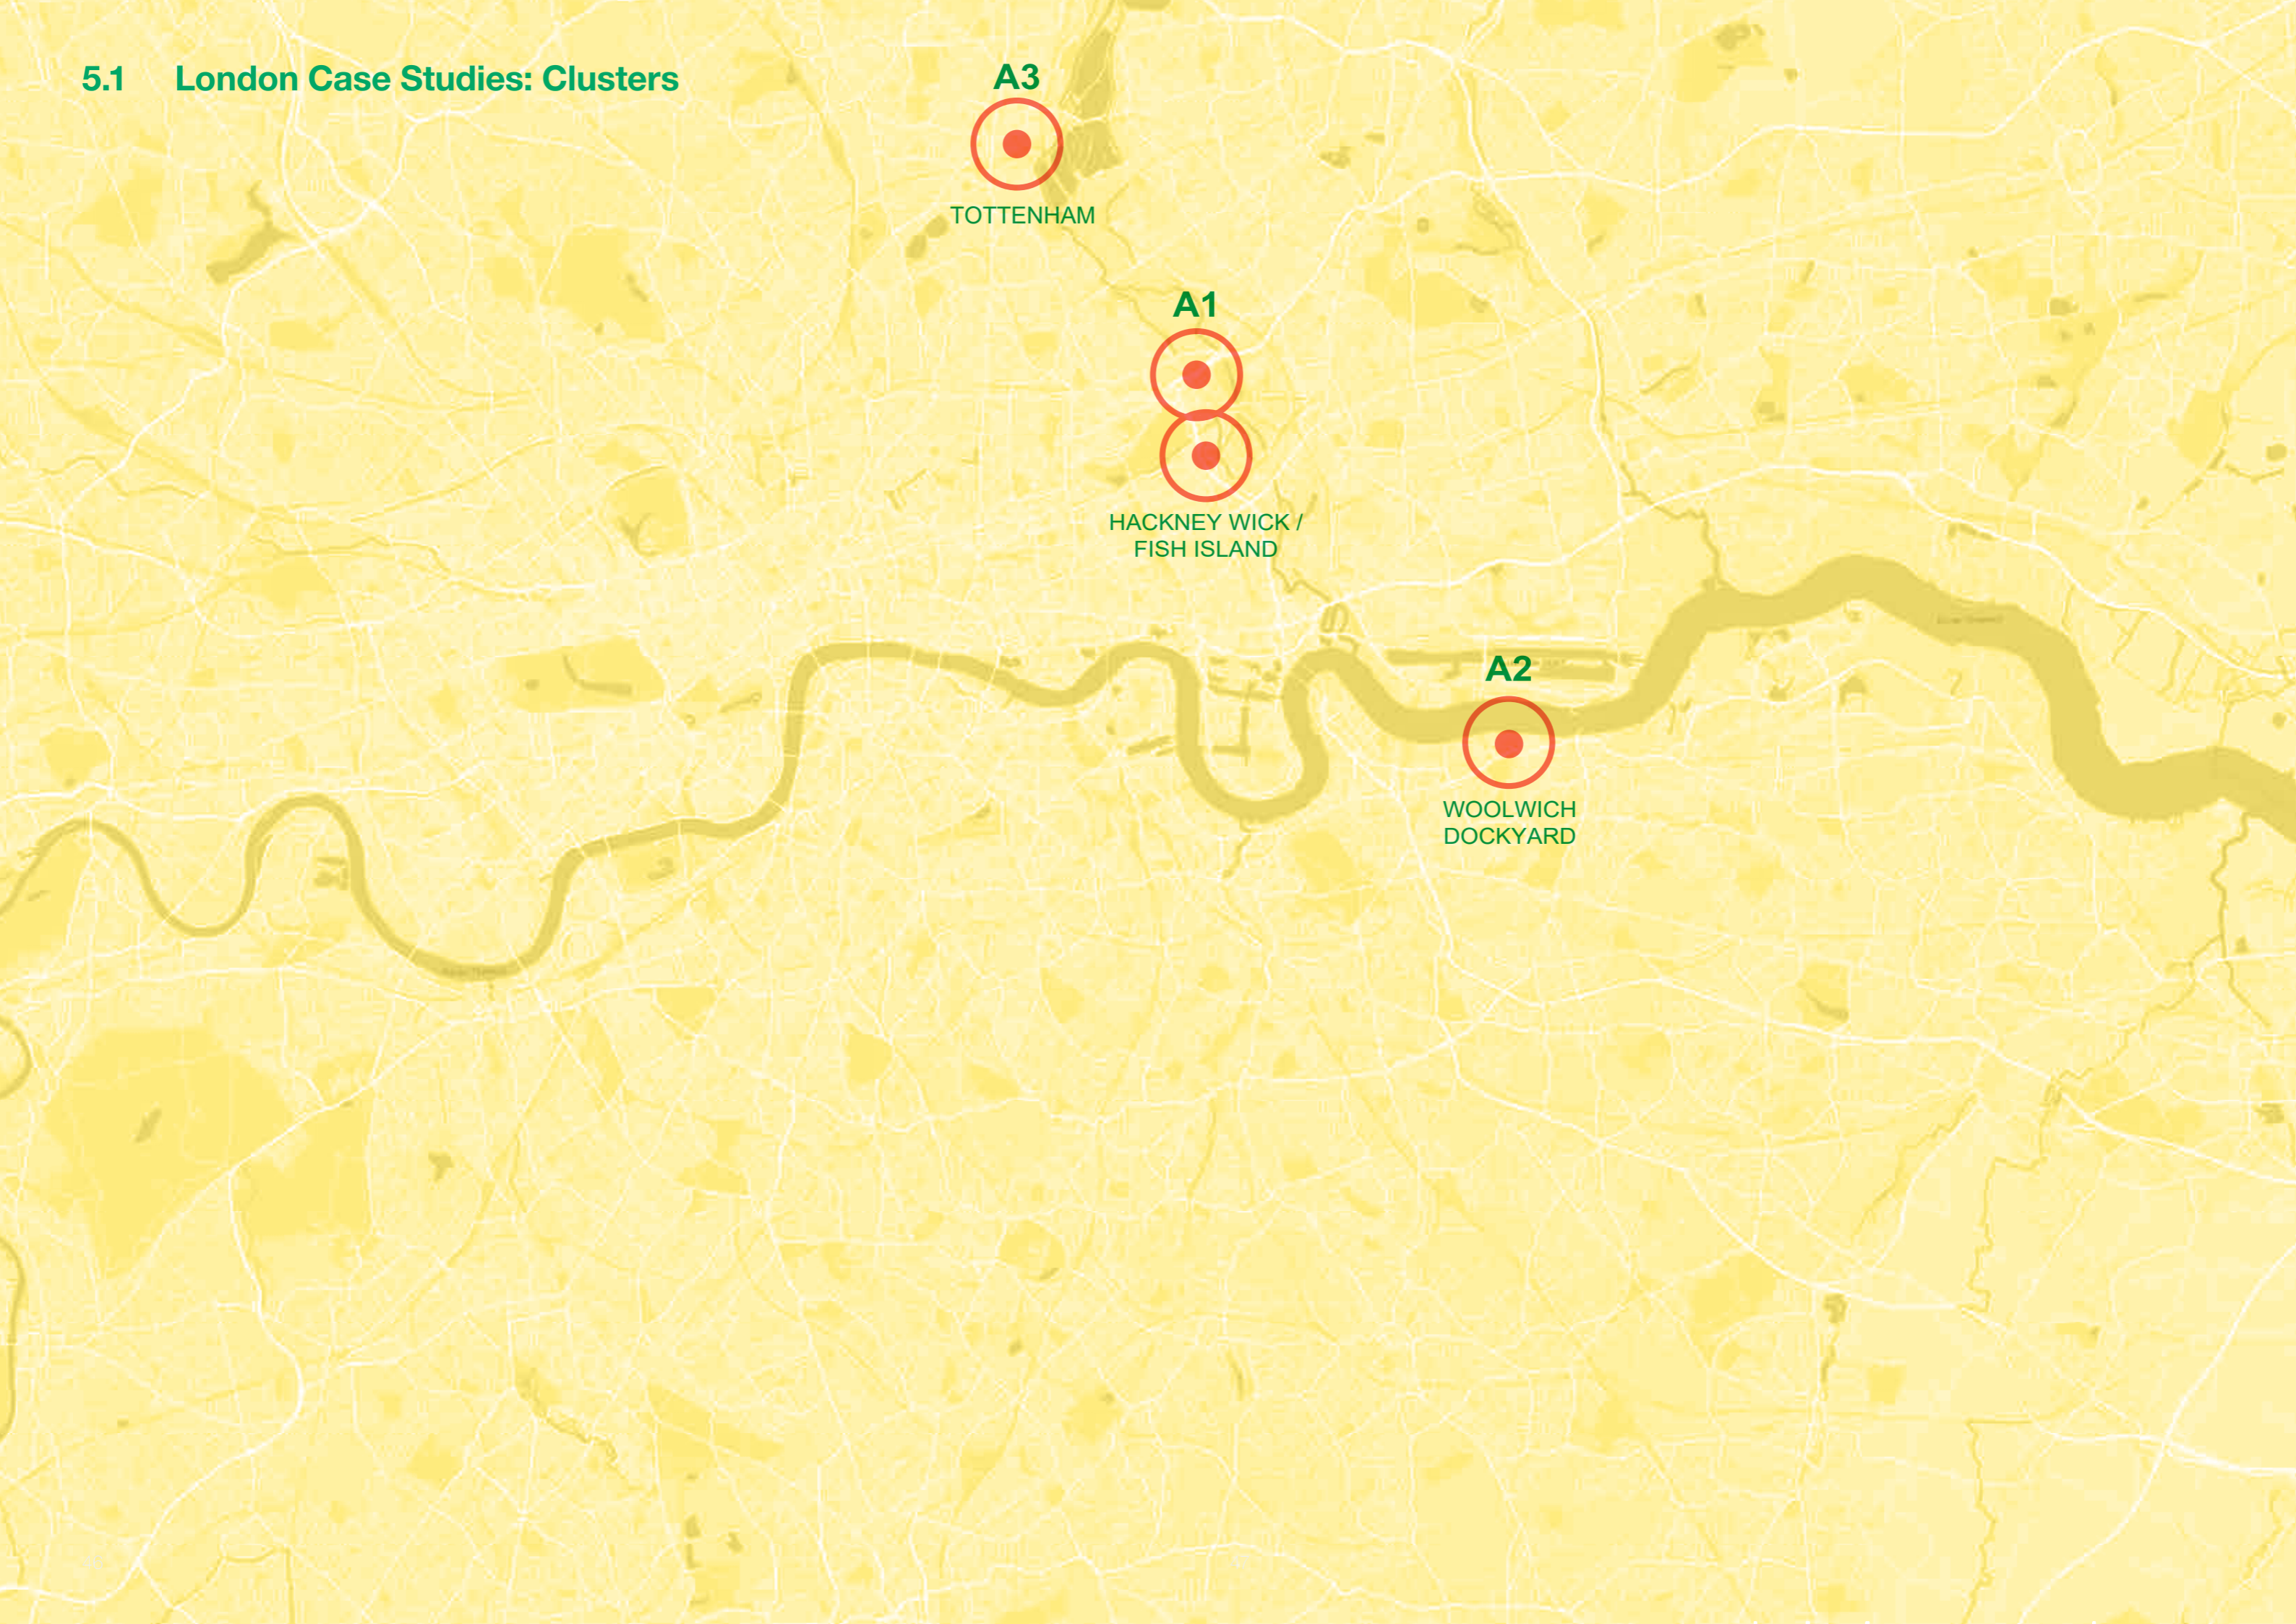 5.1 London Case Studies: Clusters
A3
TOTTENHAM
A1
HACKNEY WICK /
FISH ISLAND
A2
WOOLWICH
DOCKYARD